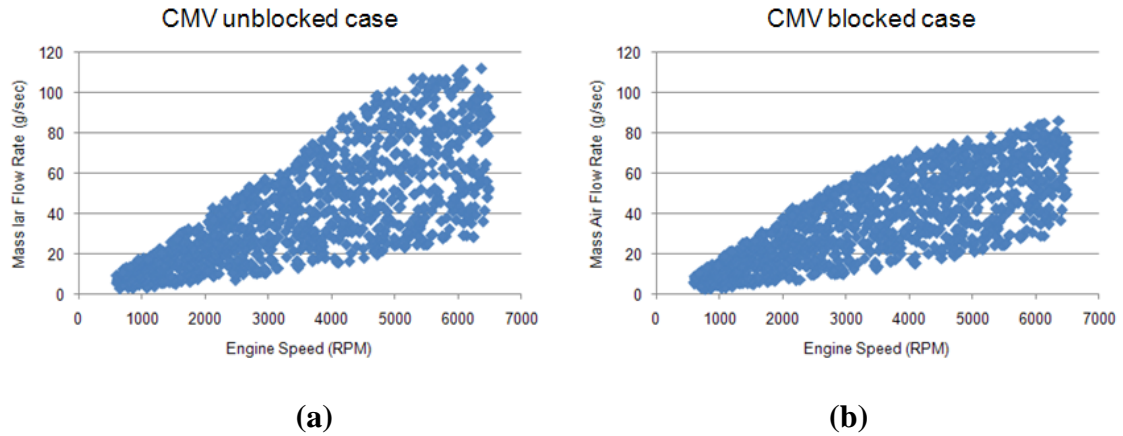 CMV unblocked case
120
100
80
60
40
20
0
Mass Iar Flow Rate (g/sec)
0 1000 2000 3000 4000 5000 6000 7000
Engine Speed (RPM)
(a)
CMV blocked case
120
100
80
60
40
20
0
Mass Air Flow Rate (g/sec)
0 1000 2000 3000 4000 5000 6000 7000
Engine Speed (RPM)
(b)